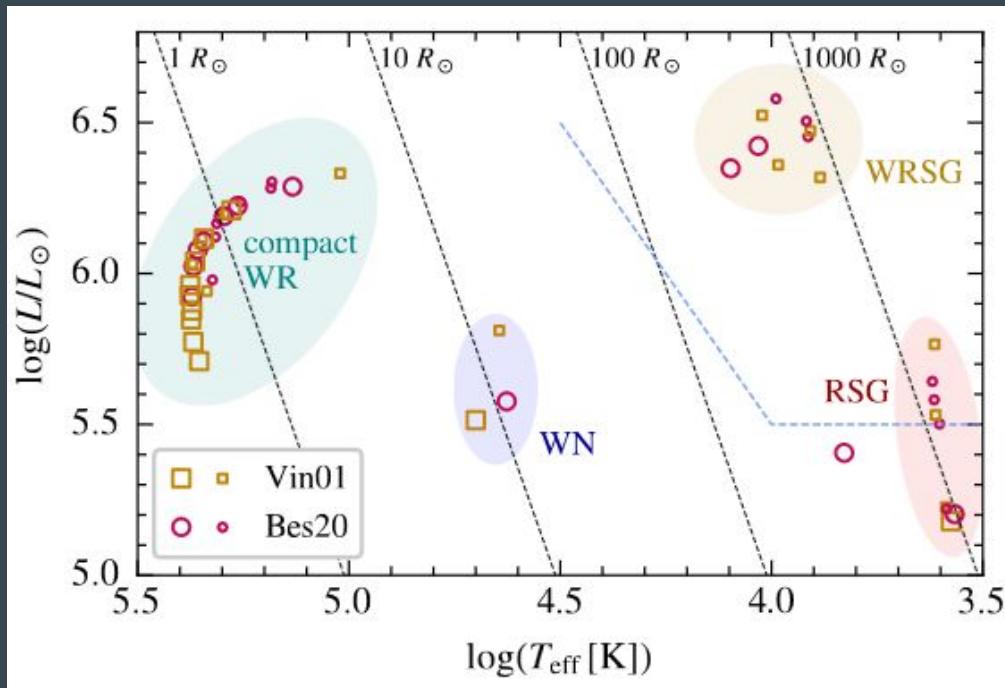 1 R⊙
10 R⊙
100 R⊙
1000 R⊙
6.5
6.0
5.5
5.0
log(L/L⊙)
WRSG
compact
WR
RSG
WN
Vin01
Bes20
5.5
5.0
4.5
4.0
3.5
log(Teff [K])